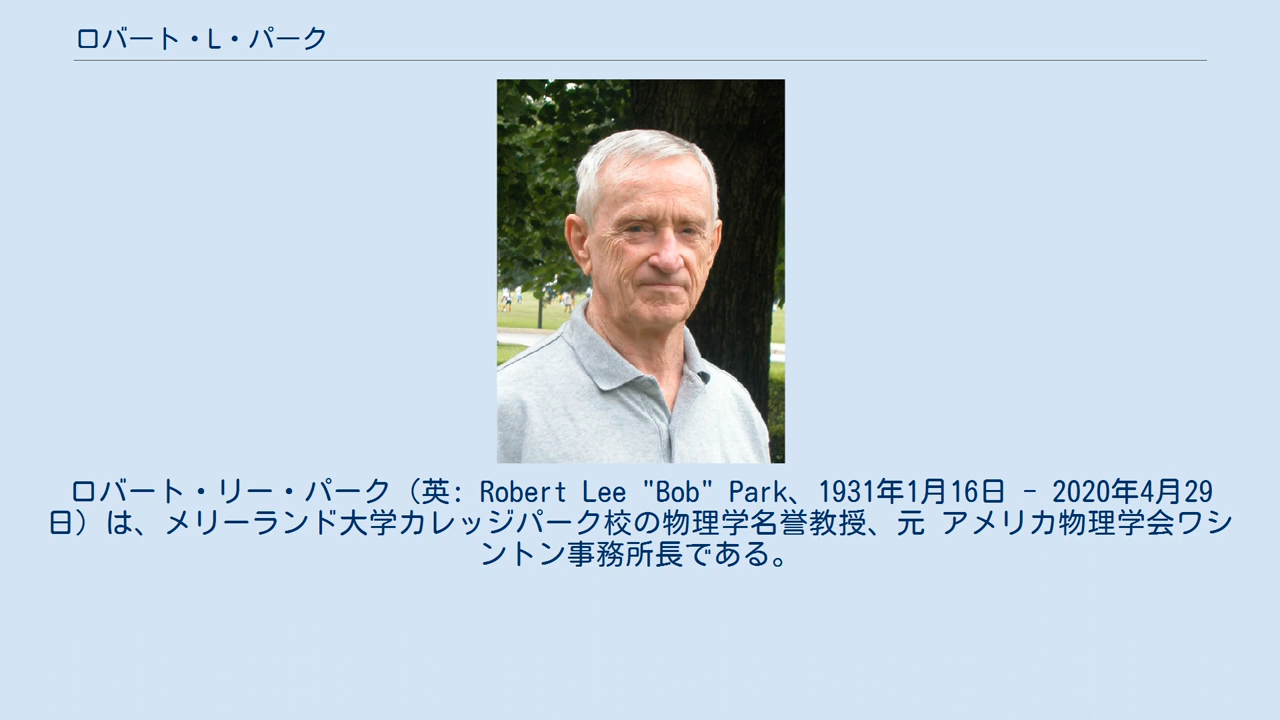 ロバート・L・パーク
ロバート・リー・パーク（英: Robert Lee "Bob" Park、1931年1月16日 - 2020年4月29
日）は、メリーランド大学カレッジパーク校の物理学名誉教授、元 アメリカ物理学会ワシ
ントン事務所長である。